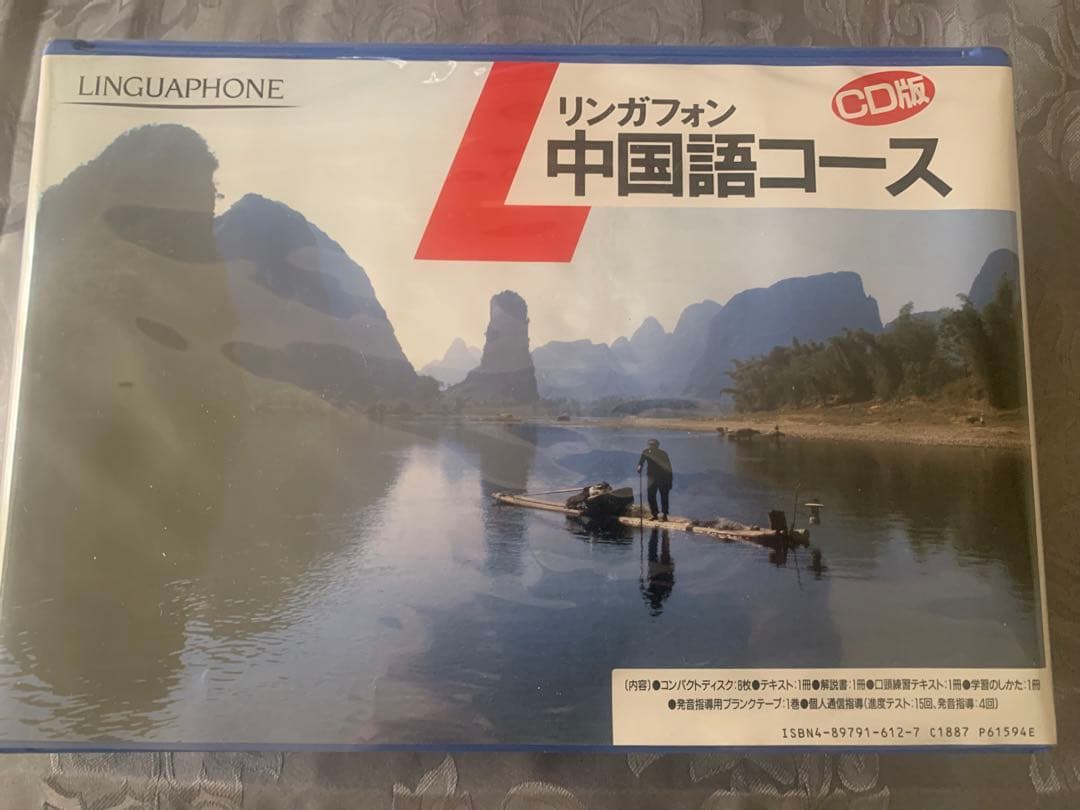 LINGUAPHONE
リンガフォン
CD版
中国語コース
(内容)●コンパクトディスク:8枚●テキスト:1冊●解説書:1冊●口頭練習テキスト:1冊●学習のしかた:1冊
●発音指導用ブランクテープ:1巻●個人通信指導(進度テスト:15回、発音指導:4回)
ISBN4-89791-612-7 C1887 P61594E